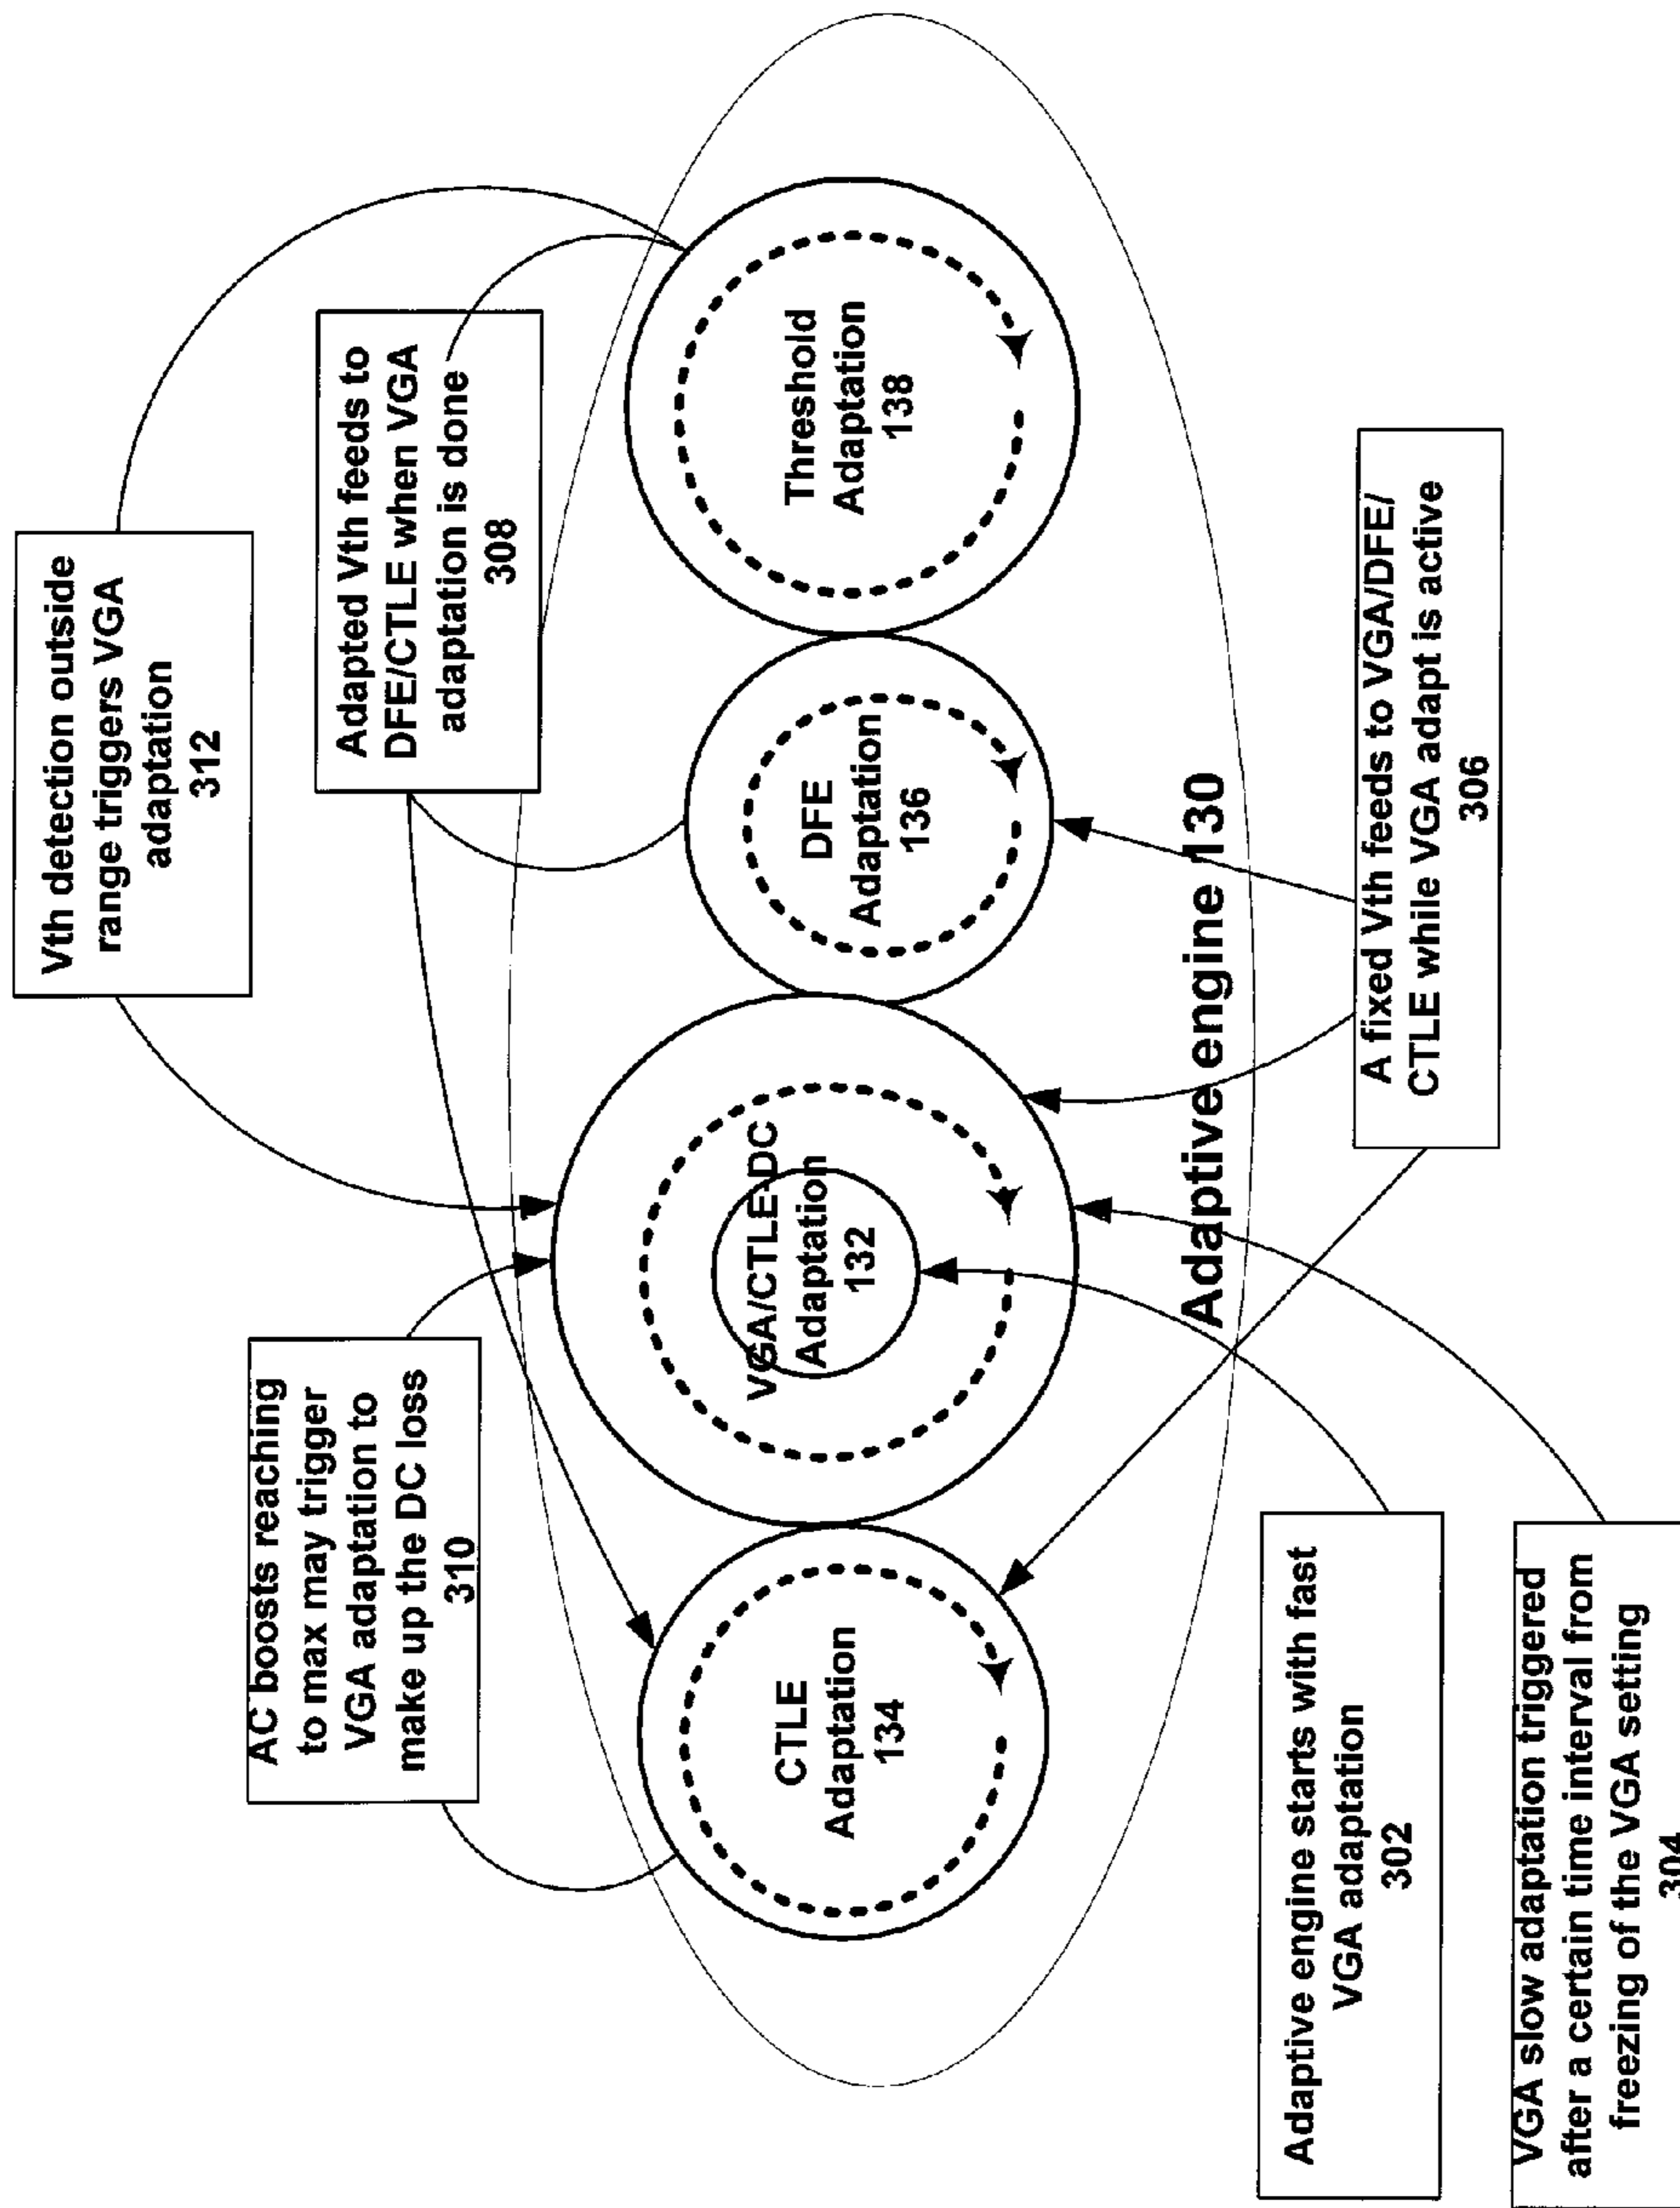 Vth detection outside
range triggers VGA
adaptation
312
AC boosts reaching
to max may trigger
VGA adaptation to
make up the DC loss
310
Adapted Vth feeds to
DFE/CTLE when VGA
adaptation is done
308
CTLE
Adaptation
134
VGA/CTLE-DC
Adaptation
132
DFE
Adaptation
136
Threshold
Adaptation
138
Adaptive engine 130
Adaptive engine starts with fast
VGA adaptation
302
A fixed Vth feeds to VGA/DFE/
CTLE while VGA adapt is active
306
VGA slow adaptation triggered
after a certain time interval from
freezing of the VGA setting
304